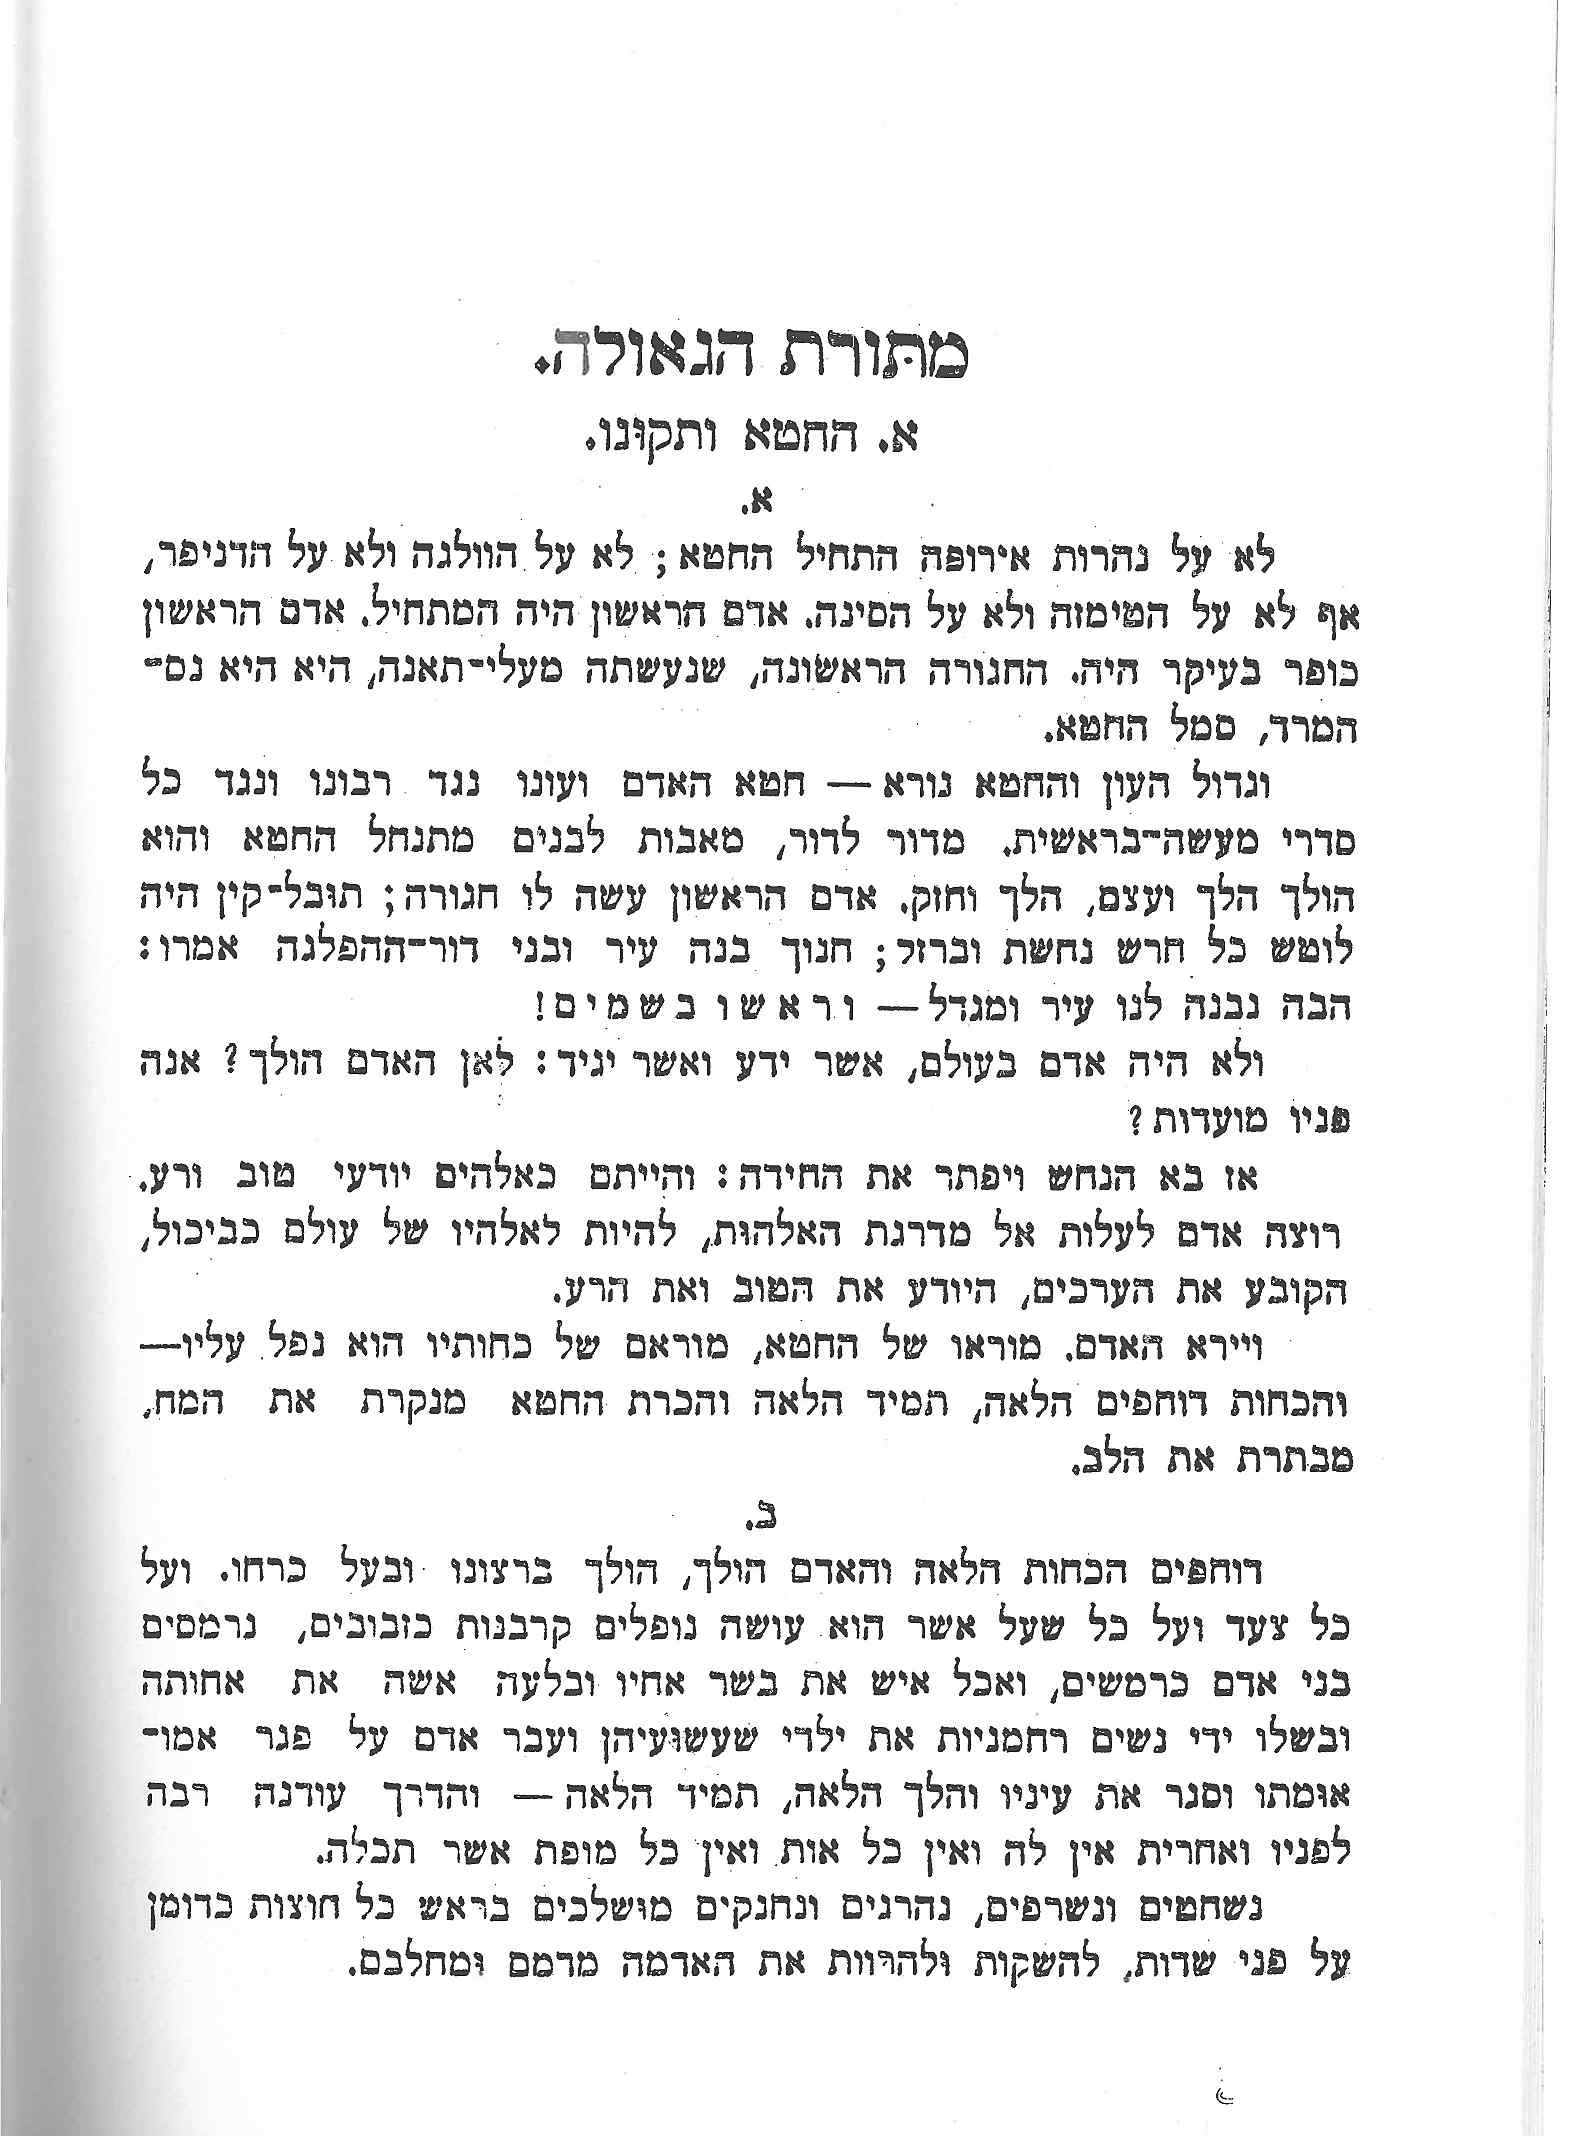 מתורת הגאולה.
א. החטא ותקונו.
א.
לא על נהרות אירופה התחיל החטא; לא על הוולגה ולא על הדניפר,
אף לא על הטימזה ולא על הסינה. אדם הראשון היה המתחיל. אדם הראשון
כופר בעיקר היה. החגורה הראשונה, שנעשתה מעלי־תאנה, היא היא נס־
המרד, סמל החטא.
וגדול העון והחטא נורא — חטא האדם ועונו נגד רבונו ונגד כל
סדרי מעשה־בראשית. מדור לדור, מאבות לבנים מתנחל החטא והוא
הולך הלך ועצם, הלך וחזק. אדם הראשון עשה לו חגורה; תובל־קין היה
לוטש כל חרש נחשת וברזל; חנוך בנה עיר ובני דור־ההפלגה אמרו:
הבה נבנה לנו עיר ומגדל — ו ר א ש ו ב ש מ י ם!
ולא היה אדם בעולם, אשר ידע ואשר יגיד: לאן האדם הולך? אנה
פניו מועדות?
אז בא הנחש ויפתר את החידה: והייתם כאלהים יודעי טוב ורע.
רוצה אדם לעלות אל מדרגת האלהות, להיות לאלהיו של עולם כביכול,
הקובע את הערכים, היודע את הטוב ואת הרע.
ויירא האדם. מוראו של החטא, מוראם של כחותיו הוא נפל עליו —
והכחות דוחפים הלאה, תמיד הלאה והכרת החטא מנקרת את המח,
מבתרת את הלב.
ב.
דוחפים הכחות הלאה והאדם הולך, הולך ברצונו ובעל כרחו. ועל
כל צעד ועל כל שעל אשר הוא עושה נופלים קרבנות כזבובים, נרמסים
בני אדם כרמשים, ואכל איש את בשר אחיו ובלעה אשה את אחותה
ובשלו ידי נשים רחמניות את ילדי שעשועיהן ועבר אדם על פגר אמו־
אומתו וסגר את עיניו והלך הלאה, תמיד הלאה — והדרך עודנה רבה
לפניו ואחרית אין לה ואין כל אות ואין כל מופת אשר תכלה.
נשחטים ונשרפים, נהרגים ונחנקים מושלכים בראש כל חוצות כדומן
על פני שדות, להשקות ולהרוות את האדמה מדמם ומחלבם.